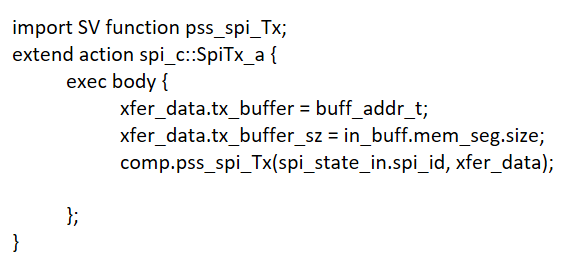 import SV function pss_spi_Tx;
extend action spi_c::SpiTx_a {
exec body {
xfer_data.tx_buffer = buff_addr_t;
xfer_data.tx_buffer_sz = in_buff.mem_seg.size;
comp.pss_spi_Tx(spi_state_in.spi_id, xfer_data);
};
}